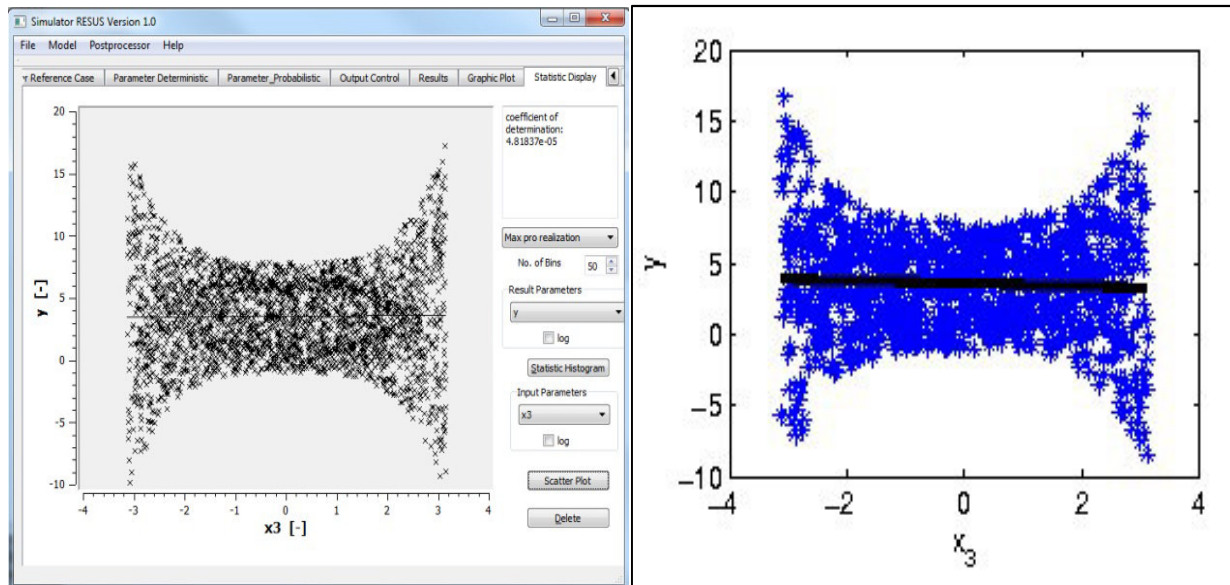 Simulator RESUS Version 1.0
File Model Postprocessor Help
r Reference Case Parameter Deterministic Parameter_Probabilistic Output Control Results Graphic Plot Statistic Display
20
15
10
5
0
-5
-10
y [-]
-4 -3 -2 -1 0 1 2 3 4
x3 [-]
coefficient of
determination:
4.81837e-05
Max pro realization
No. of Bins 50
Result Parameters
y
log
Statistic Histogram
Input Parameters
x3
log
Scatter Plot
Delete
20
15
10
5
0
-5
-10
Y
-4 -2 0 2 4
X3